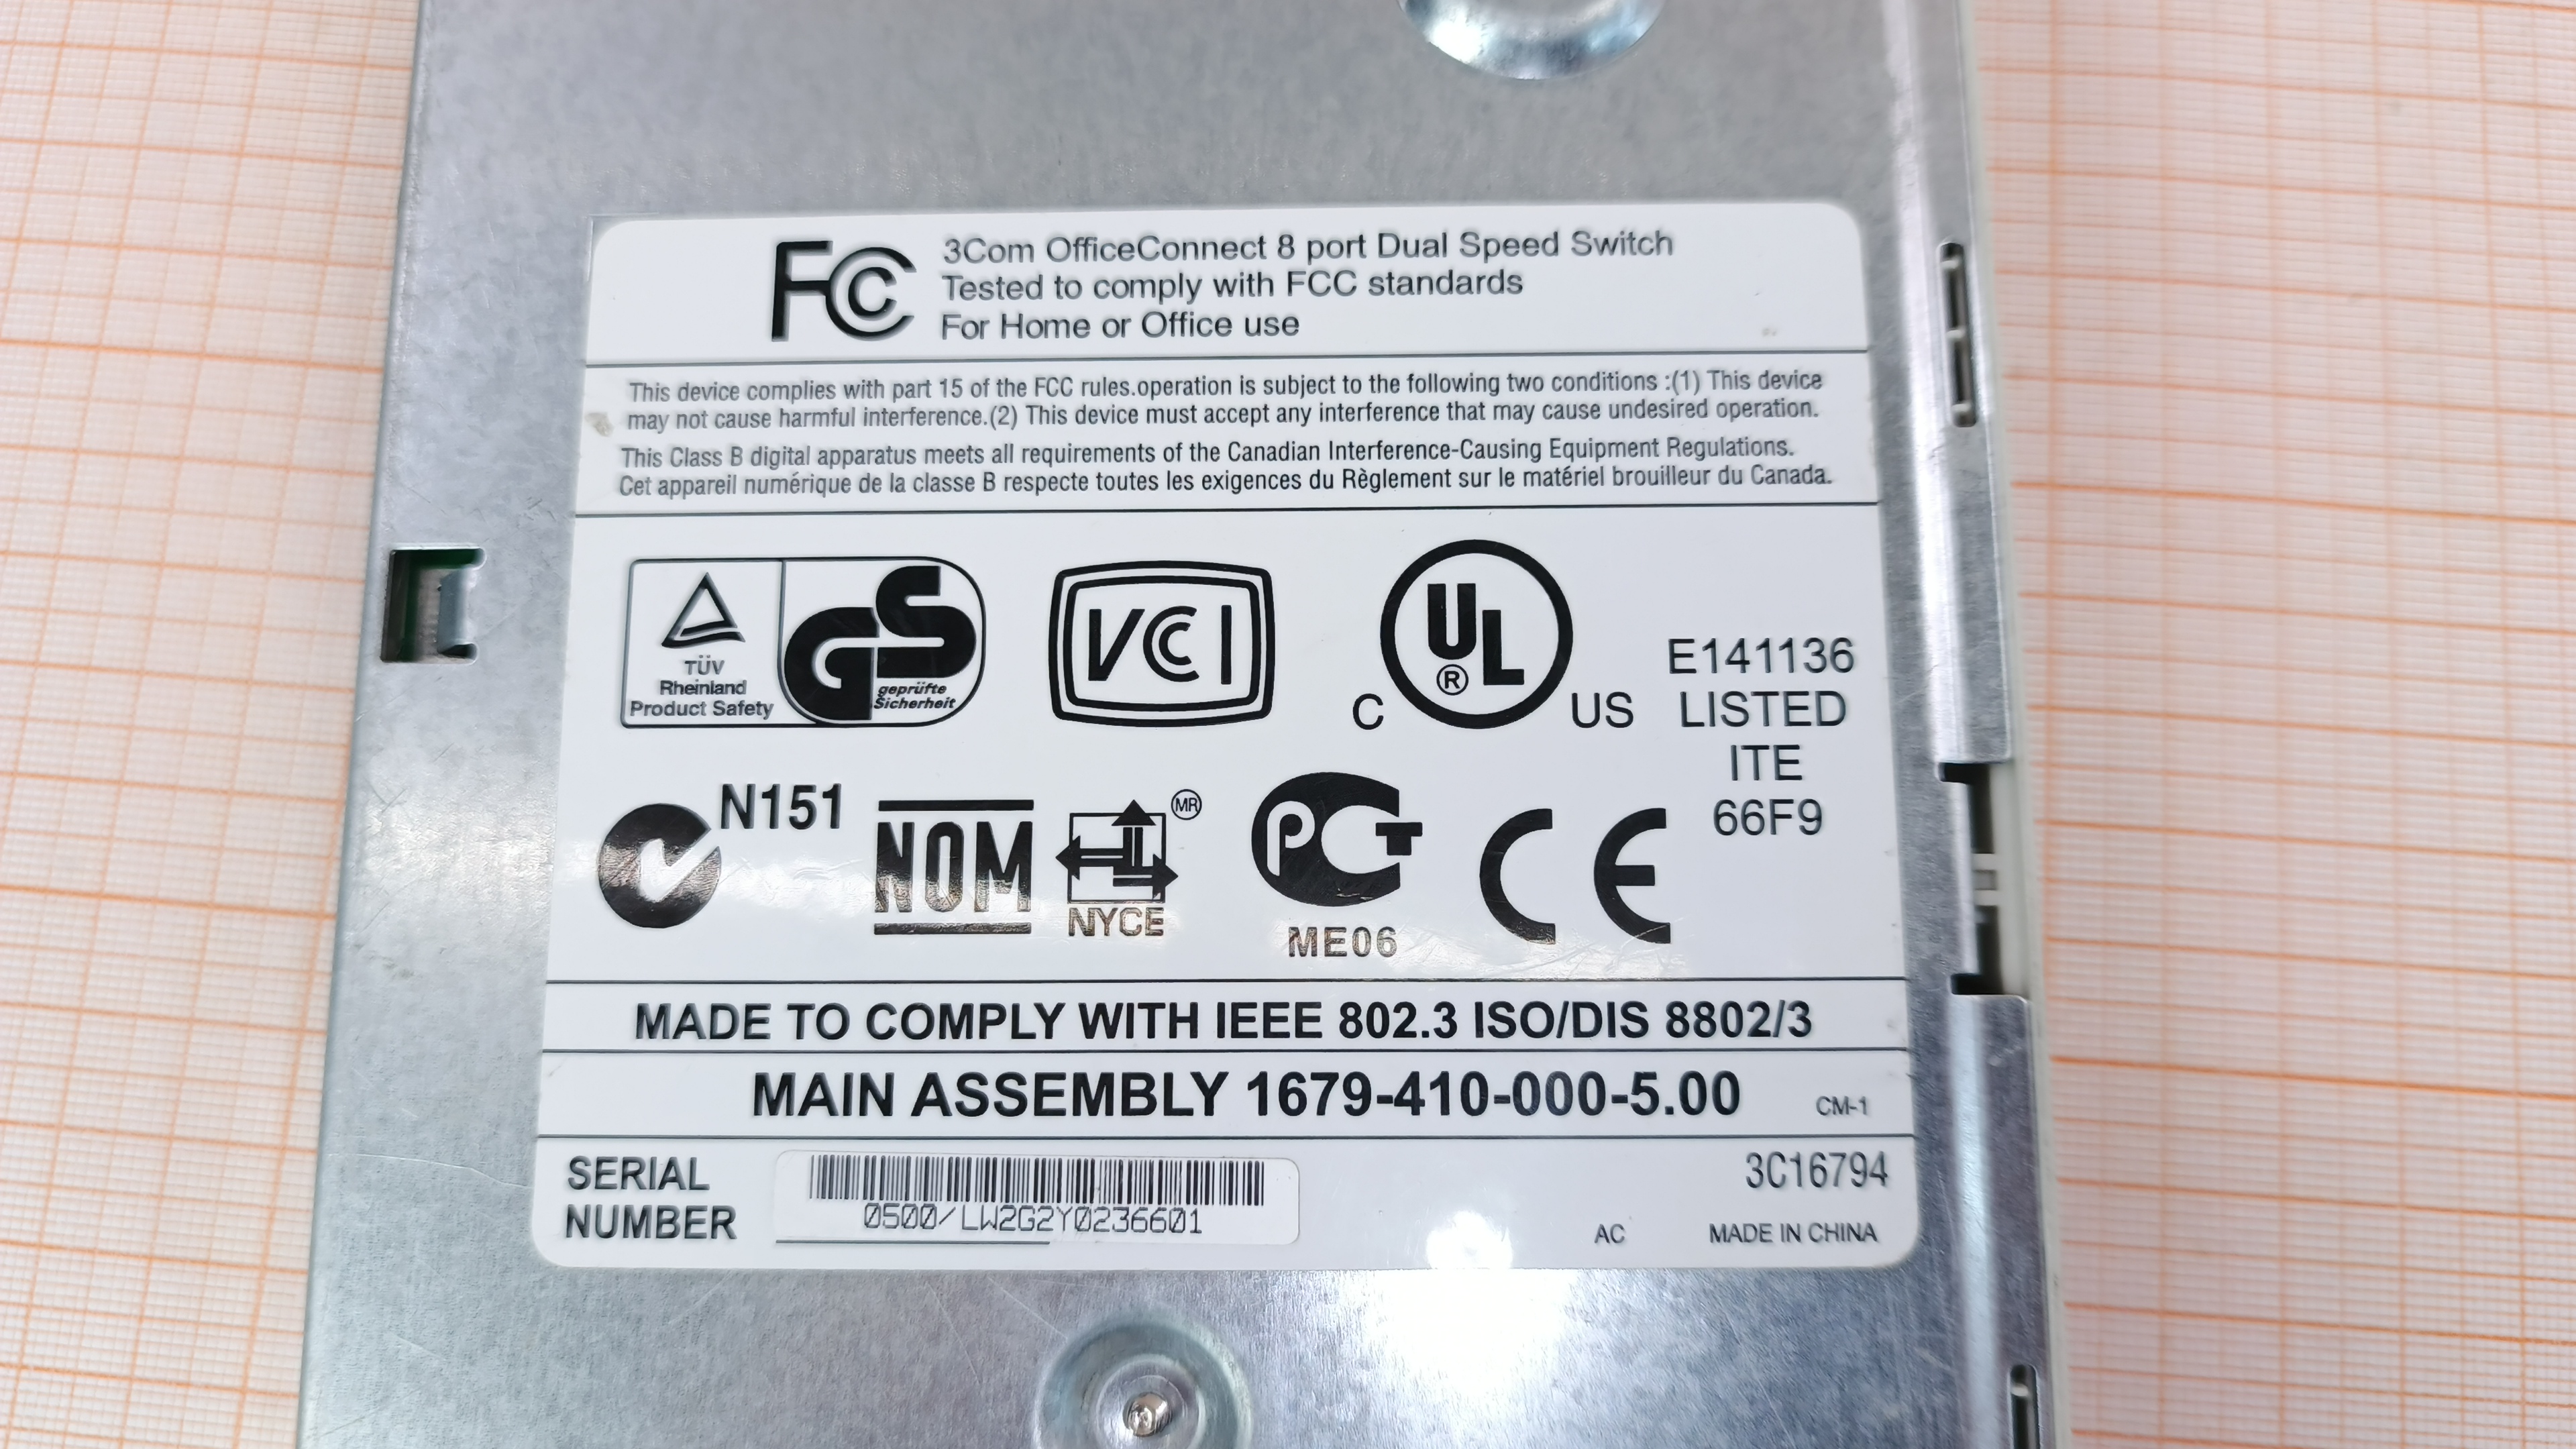 FC 3Com OfficeConnect 8 port Dual Speed Switch
Tested to comply with FCC standards
For Home or Office use
This device complies with part 15 of the FCC rules.operation is subject to the following two conditions :(1) This device
may not cause harmful interference.(2) This device must accept any interference that may cause undesired operation.
This Class B digital apparatus meets all requirements of the Canadian Interference-Causing Equipment Regulations.
Cet appareil numérique de la classe B respecte toutes les exigences du Règlement sur le matériel brouilleur du Canada.
TÜV
Rheinland
Product Safety
GS
geprüfte
Sicherheit
VCI
C UL ® US
E141136
LISTED
ITE
66F9
N151
NOM
MR
NYCE
PCT
ME06
CE
MADE TO COMPLY WITH IEEE 802.3 ISO/DIS 8802/3
MAIN ASSEMBLY 1679-410-000-5.00 CM-1
SERIAL
NUMBER
0500/LW2G2Y0236601
3C16794
AC MADE IN CHINA